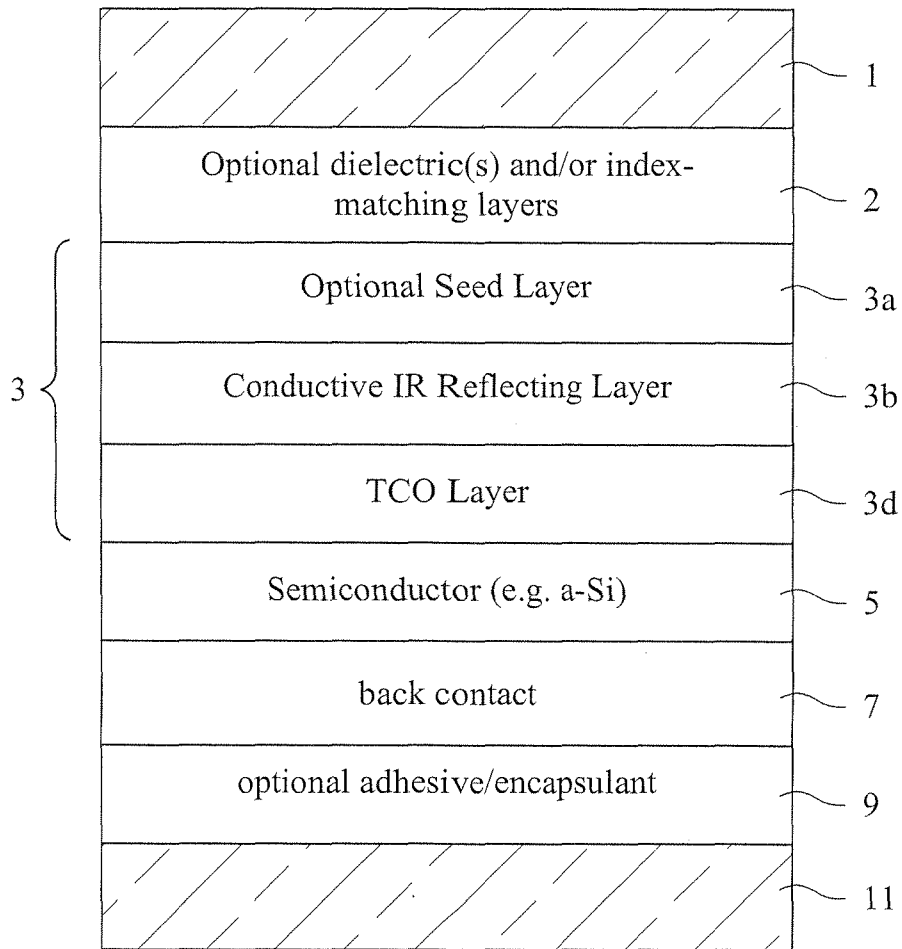 1
Optional dielectric(s) and/or index-
matching layers
2
Optional Seed Layer
3a
3
Conductive IR Reflecting Layer
3b
TCO Layer
3d
Semiconductor (e.g. a-Si)
5
back contact
7
optional adhesive/encapsulant
9
11